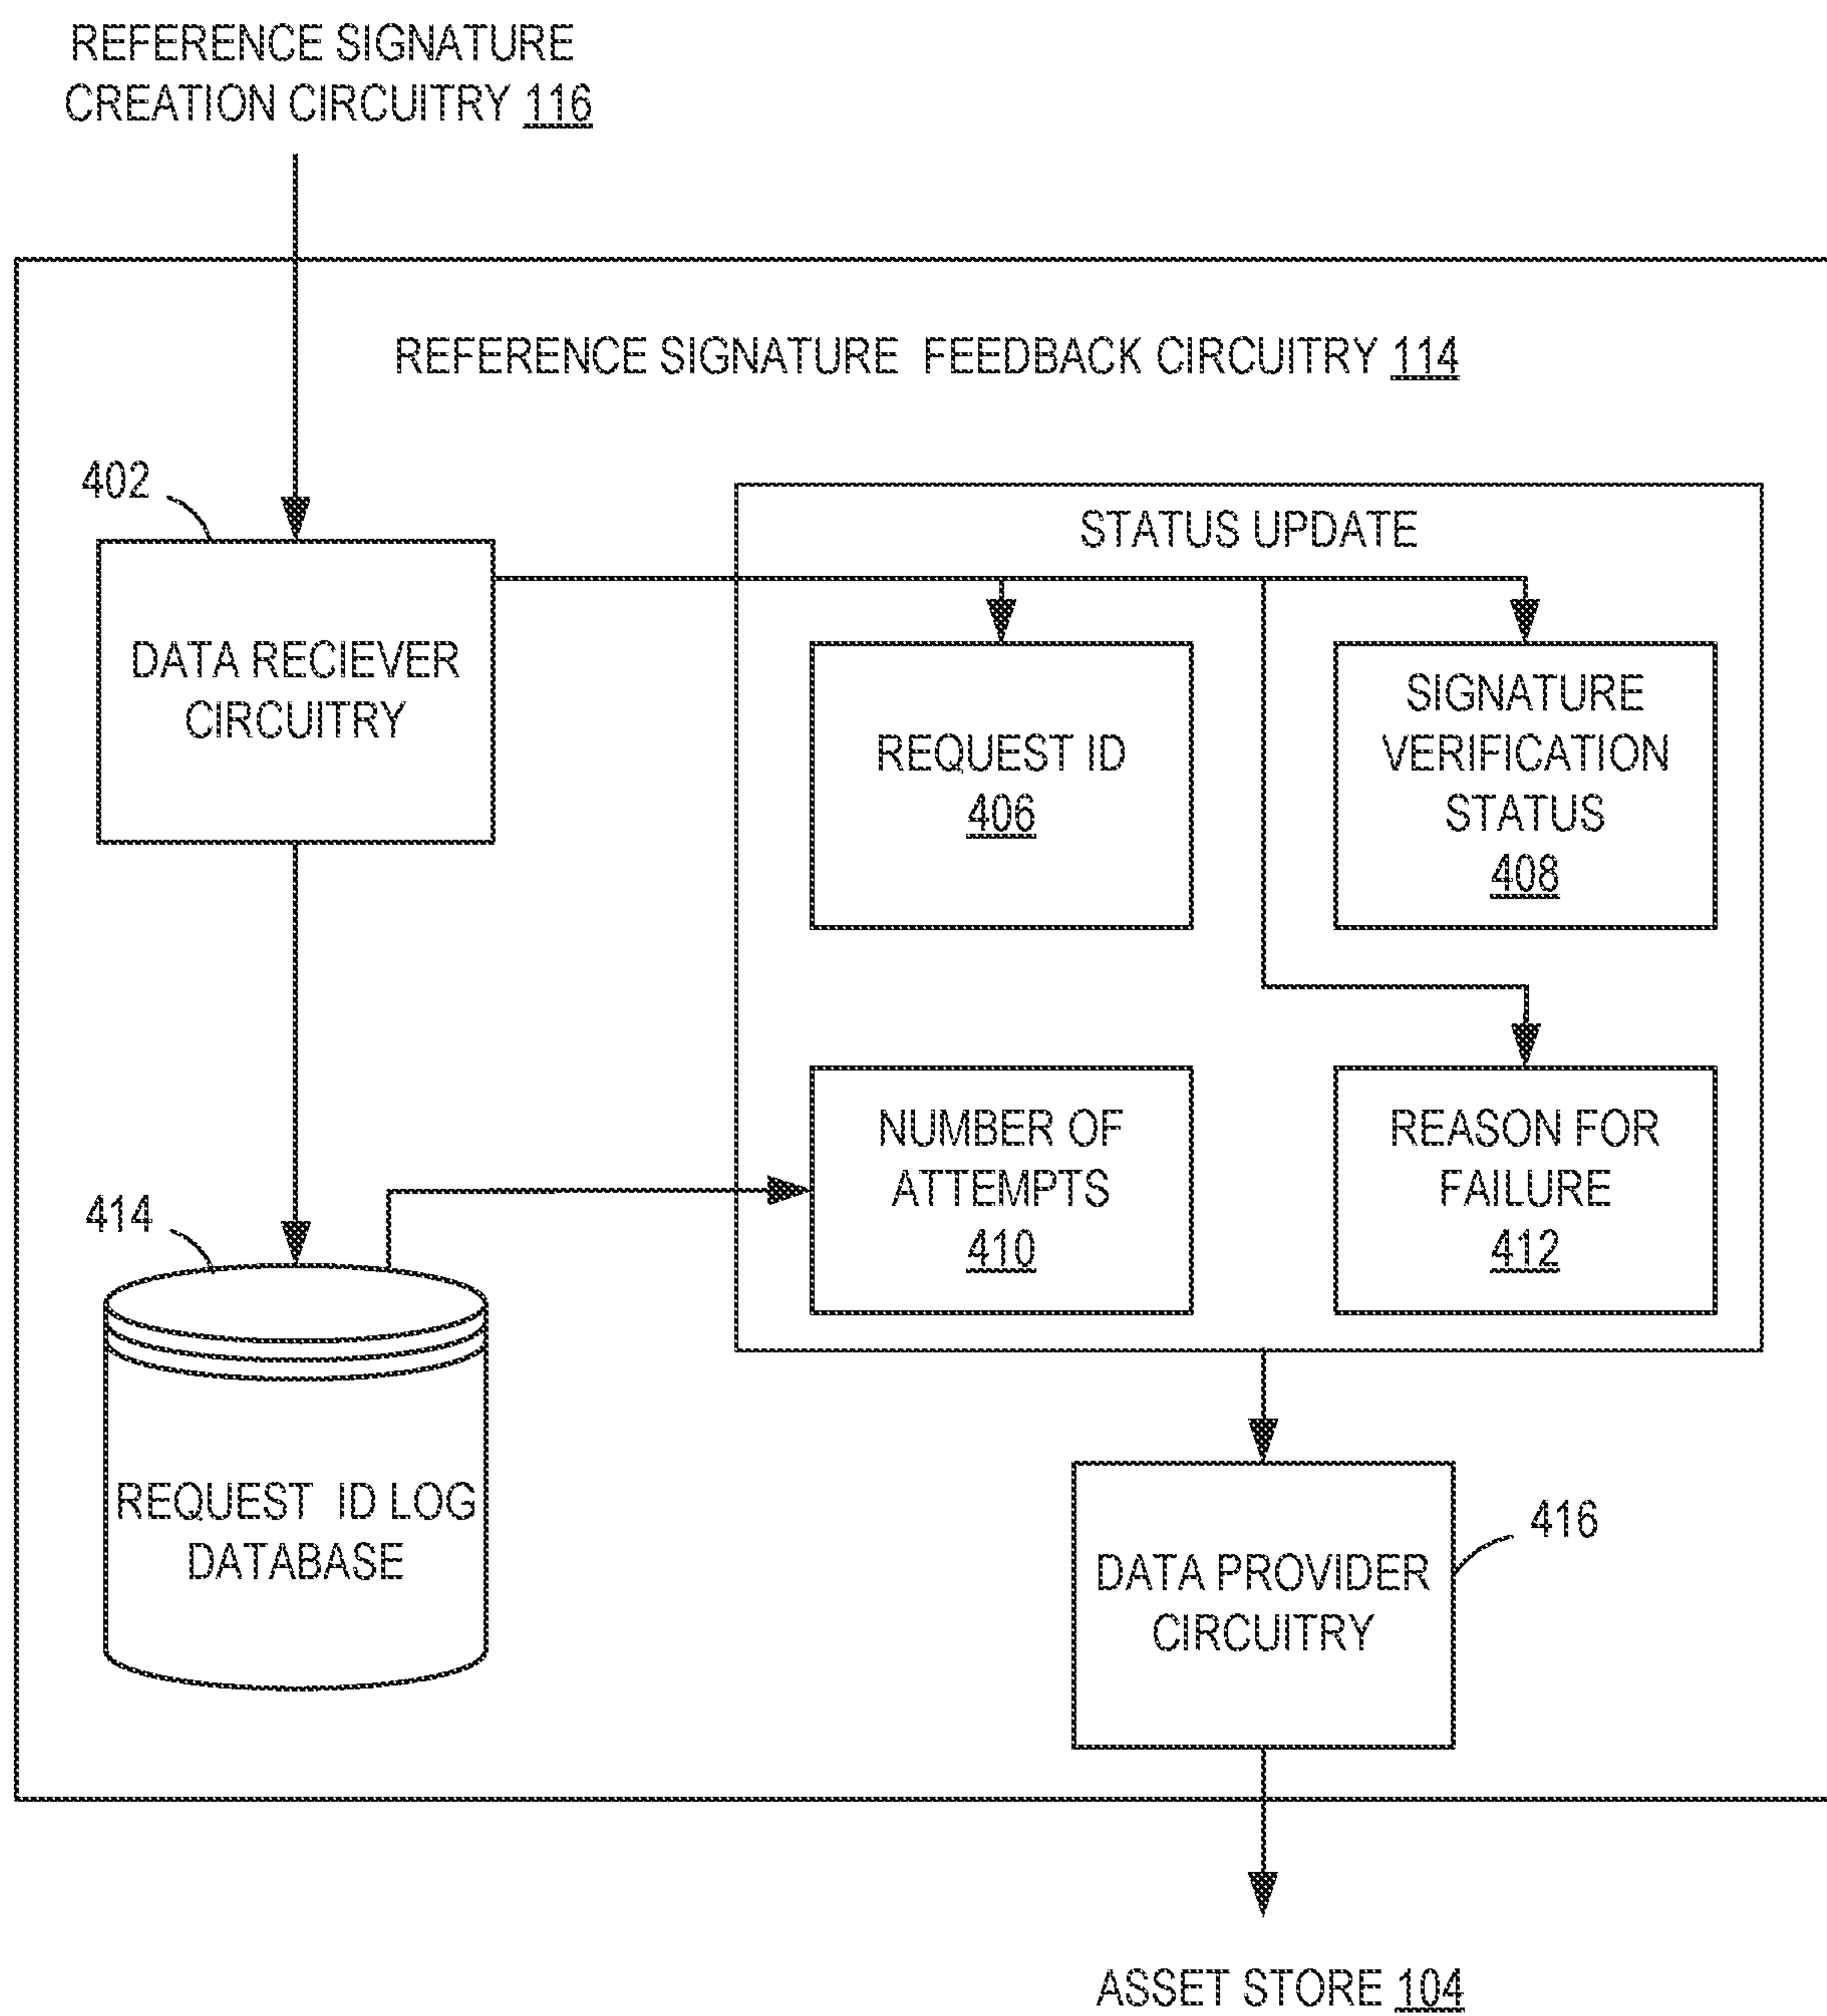 REFERENCE SIGNATURE
CREATION CIRCUITRY 116
REFERENCE SIGNATURE FEEDBACK CIRCUITRY 114
402
DATA RECIEVER
CIRCUITRY
STATUS UPDATE
REQUEST ID
406
SIGNATURE
VERIFICATION
STATUS
408
NUMBER OF
ATTEMPTS
410
REASON FOR
FAILURE
412
414
REQUEST ID LOG
DATABASE
416
DATA PROVIDER
CIRCUITRY
ASSET STORE 104